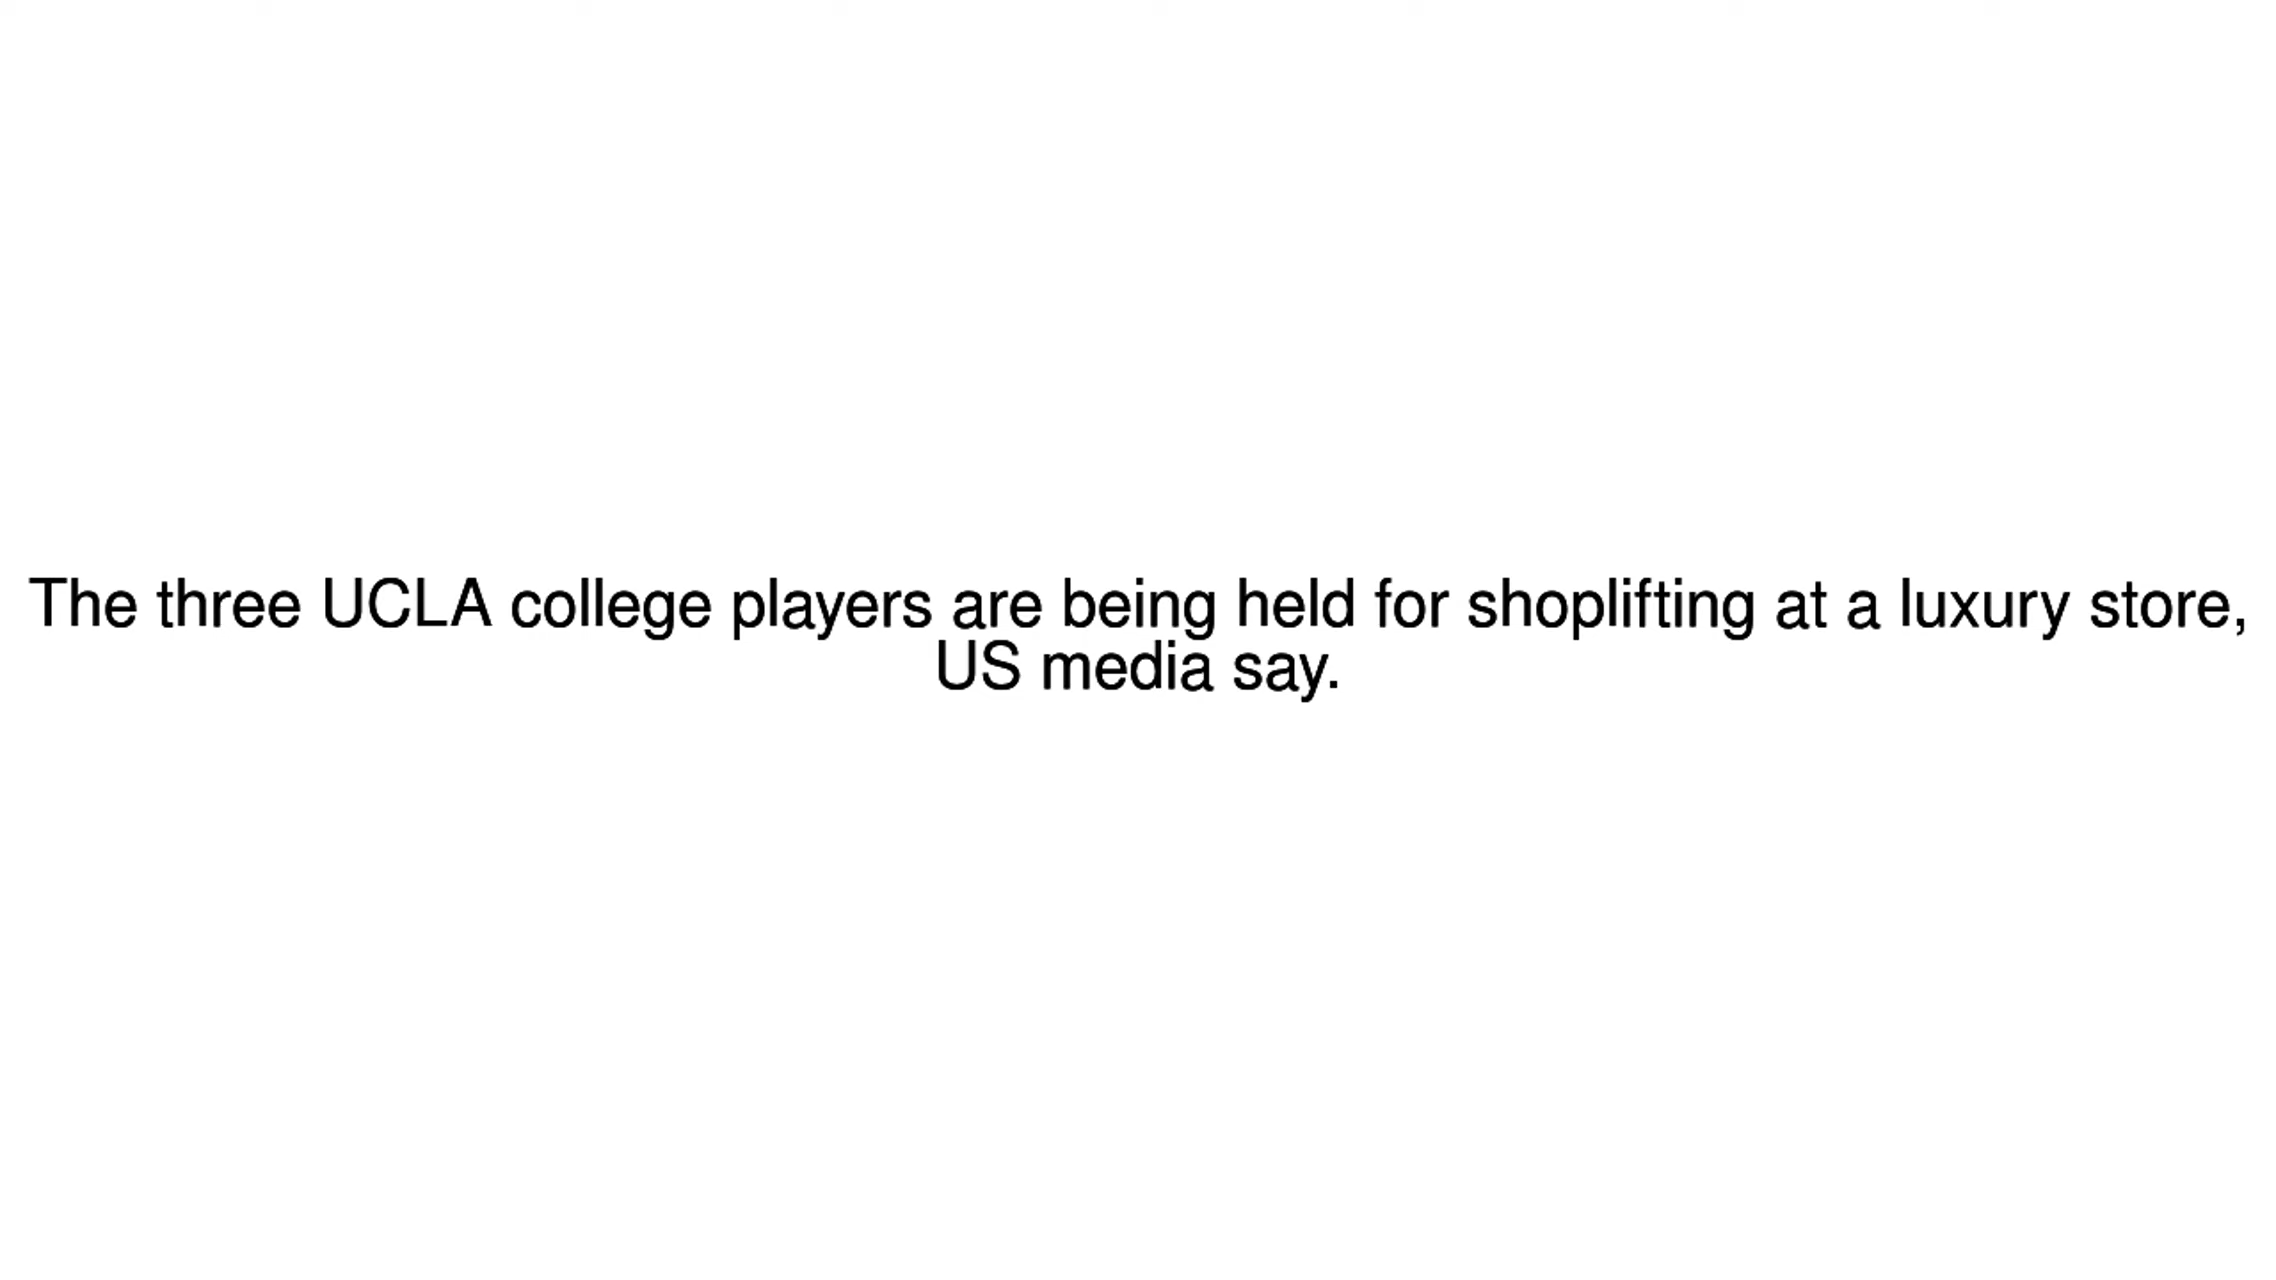 The three UCLA college players are being held for shoplifting at a luxury store,
US media say.